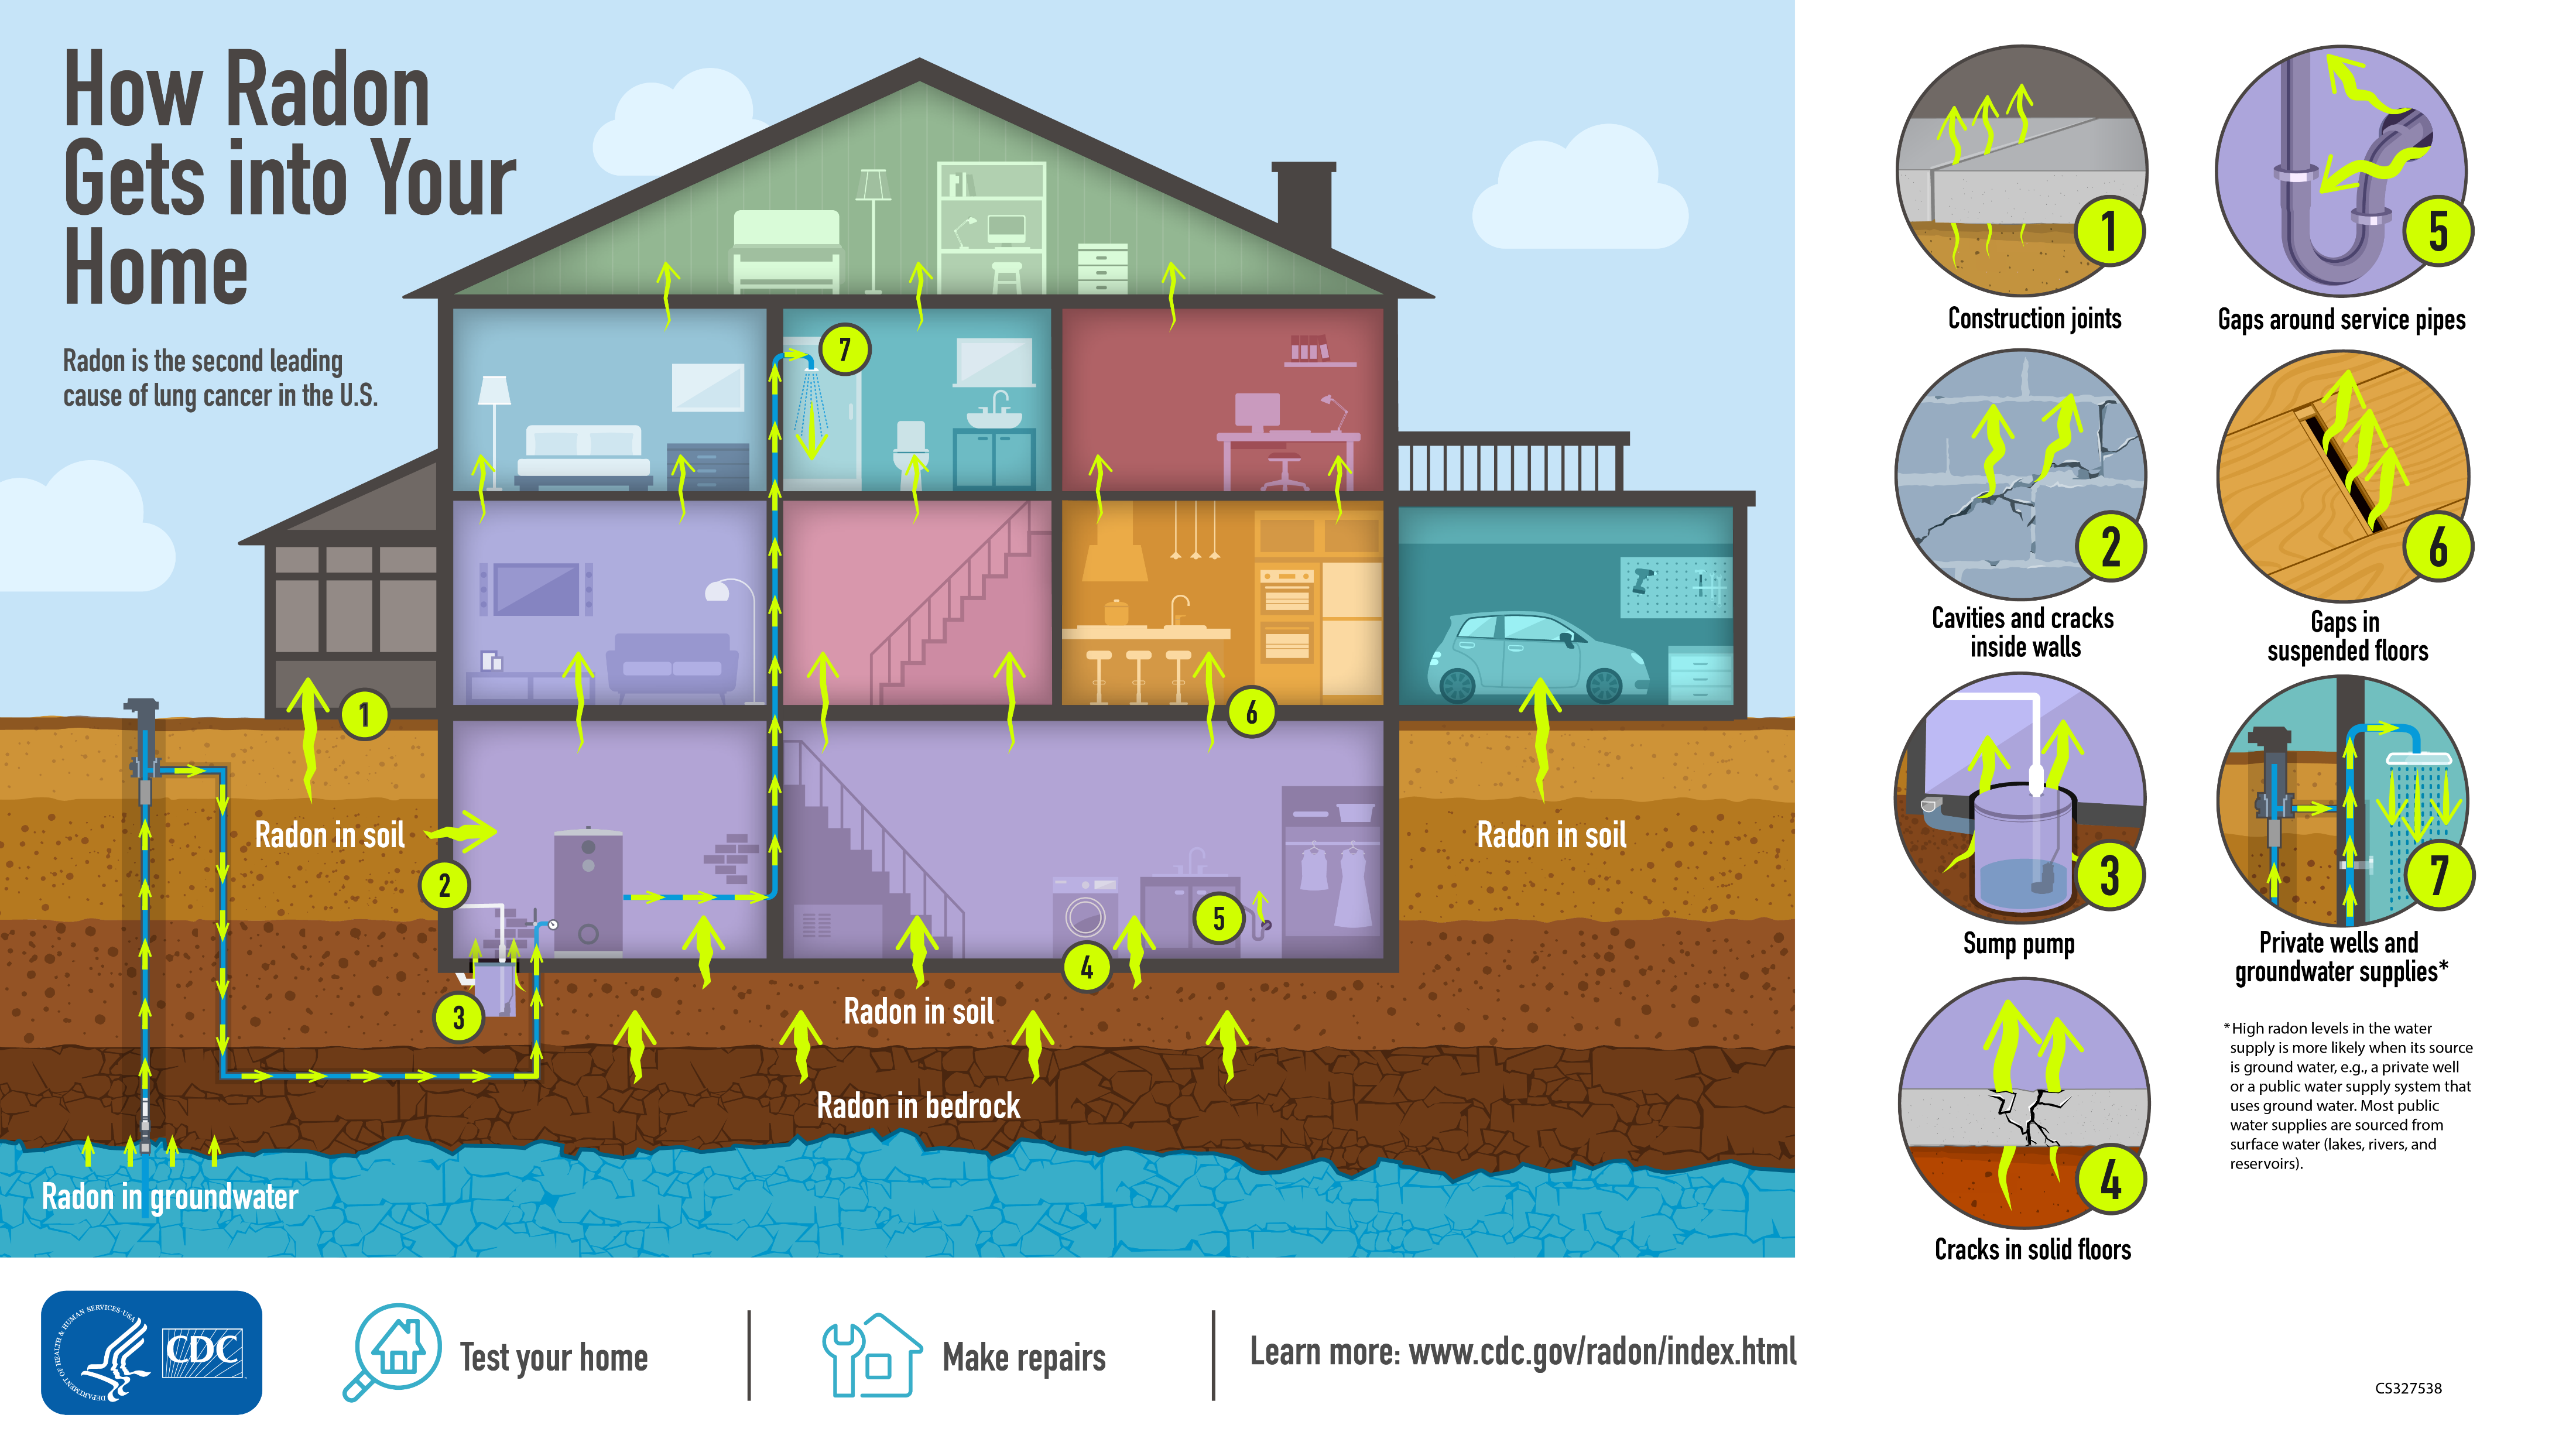 How Radon
Gets into Your
Home
Radon is the second leading
cause of lung cancer in the U.S.
7
1
6
Radon in soil
Radon in soil
2
5
4
3
Radon in soil
Radon in bedrock
Radon in groundwater
1
Construction joints
2
Cavities and cracks
inside walls
3
Sump pump
4
Cracks in solid floors
5
Gaps around service pipes
6
Gaps in
suspended floors
7
Private wells and
groundwater supplies*
*High radon levels in the water
supply is more likely when its source
is ground water, e.g., a private well
or a public water supply system that
uses ground water. Most public
water supplies are sourced from
surface water (lakes, rivers, and
reservoirs).
DEPARTMENT OF HEALTH & HUMAN SERVICES·USA
CDC
Test your home
Make repairs
Learn more: www.cdc.gov/radon/index.html
CS327538